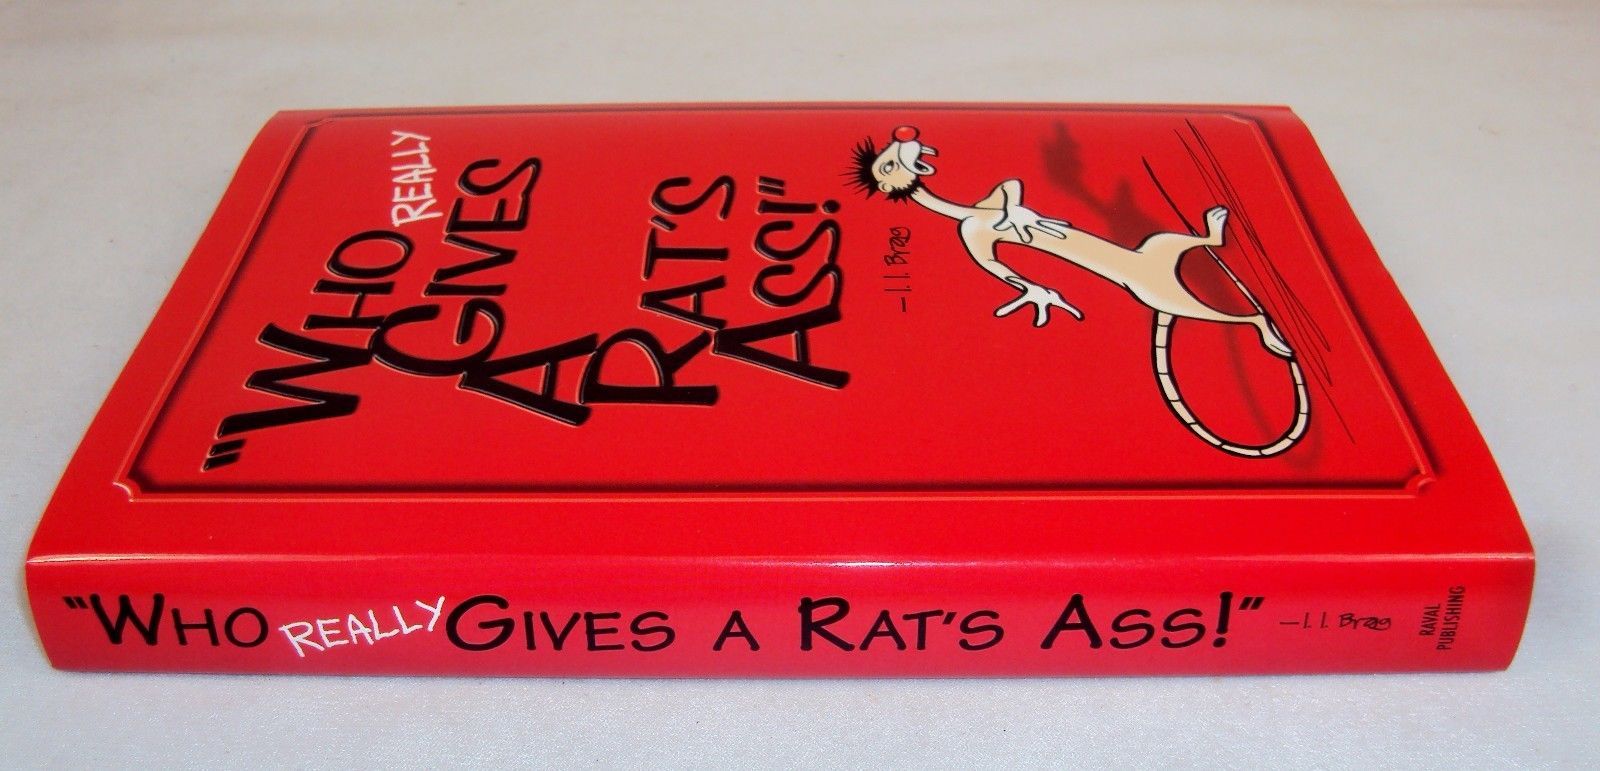 "WHO REALLY
GIVES
A
RAT'S
ASS!"
—I. I. Brag
"WHO REALLY GIVES A RAT'S ASS!" —I. I. Brag
RAVAL
PUBLISHING